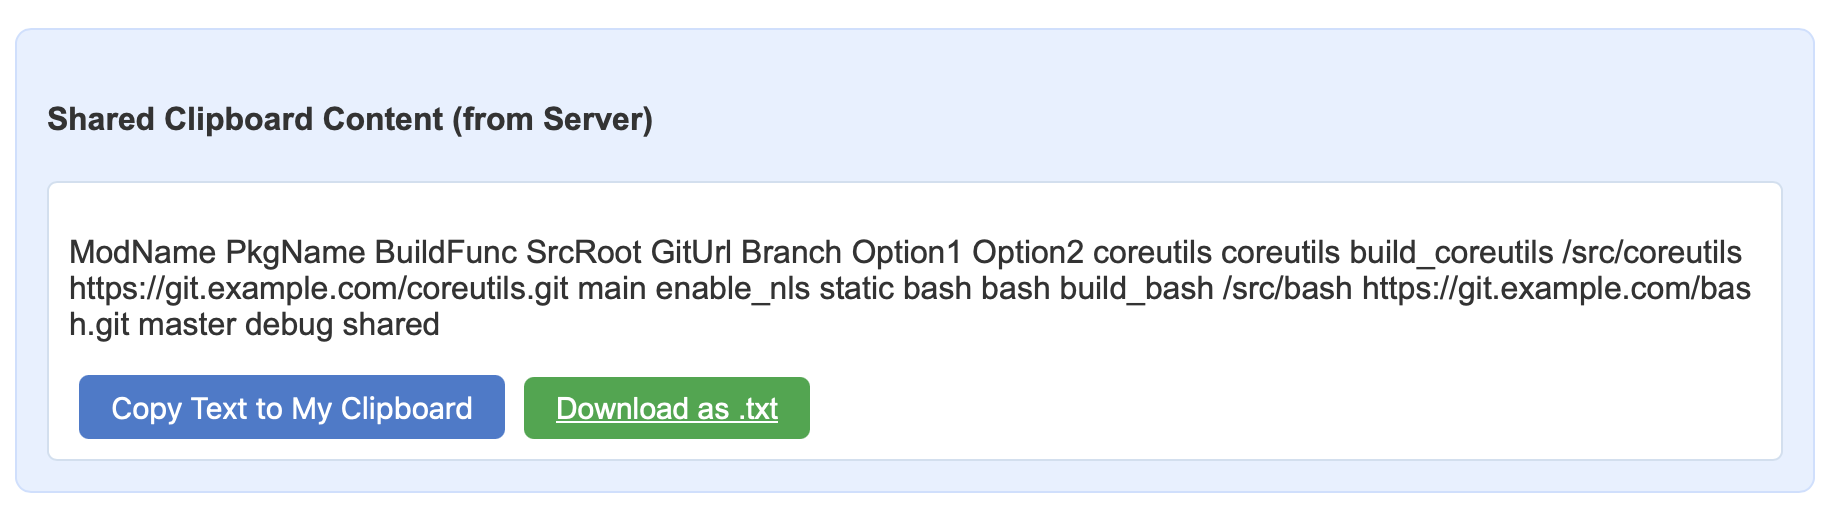 Shared Clipboard Content (from Server)
ModName PkgName BuildFunc SrcRoot GitUrl Branch Option1 Option2 coreutils coreutils build_coreutils /src/coreutils
https://git.example.com/coreutils.git main enable_nls static bash bash build_bash /src/bash https://git.example.com/bas
h.git master debug shared
Copy Text to My Clipboard
Download as .txt